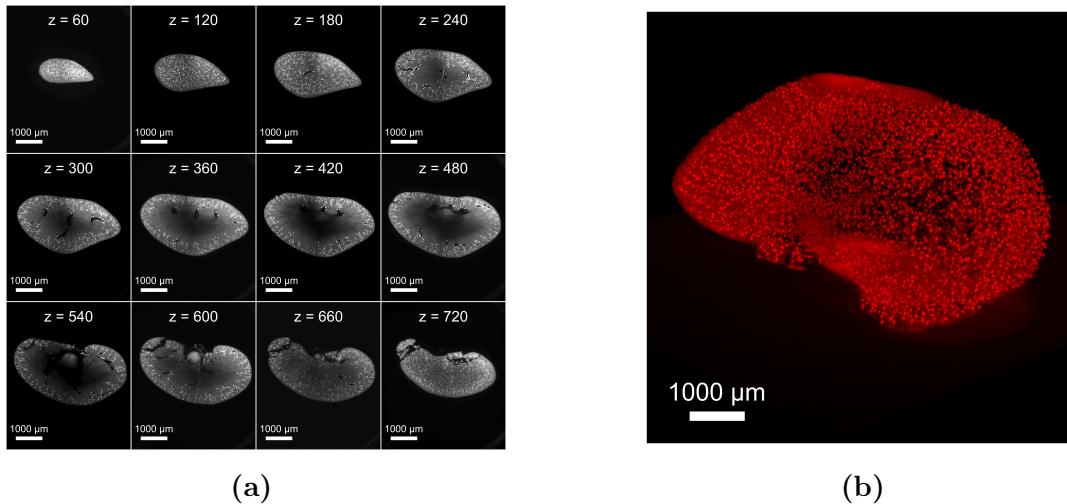 z = 60
z = 120
z = 180
z = 240
1000 µm
1000 µm
1000 µm
1000 µm
z = 300
z = 360
z = 420
z = 480
1000 µm
1000 µm
1000 µm
1000 µm
z = 540
z = 600
z = 660
z = 720
1000 µm
1000 µm
1000 µm
1000 µm
(a)
1000 µm
(b)